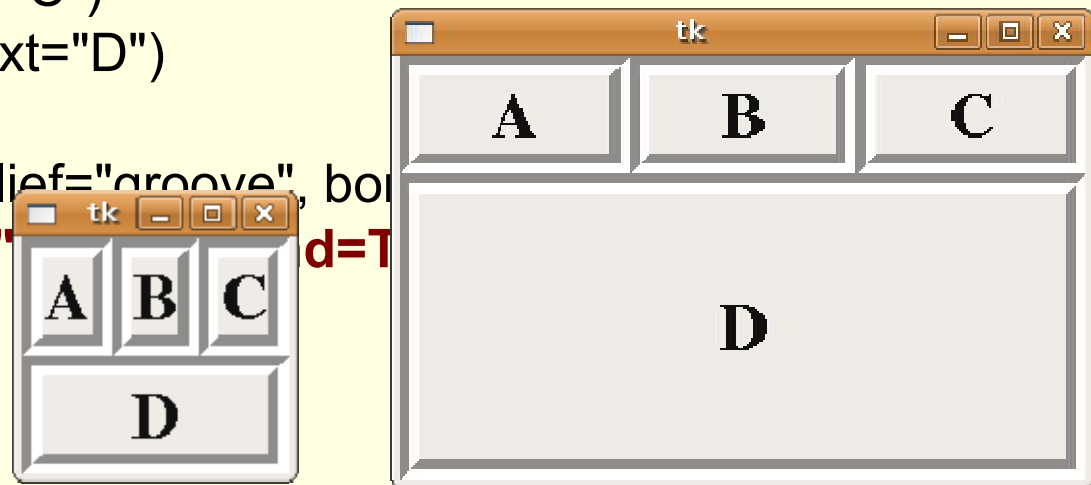 xt="D")
lief="groove", bor
d=T
tk
A B C
D
tk
A B C
D